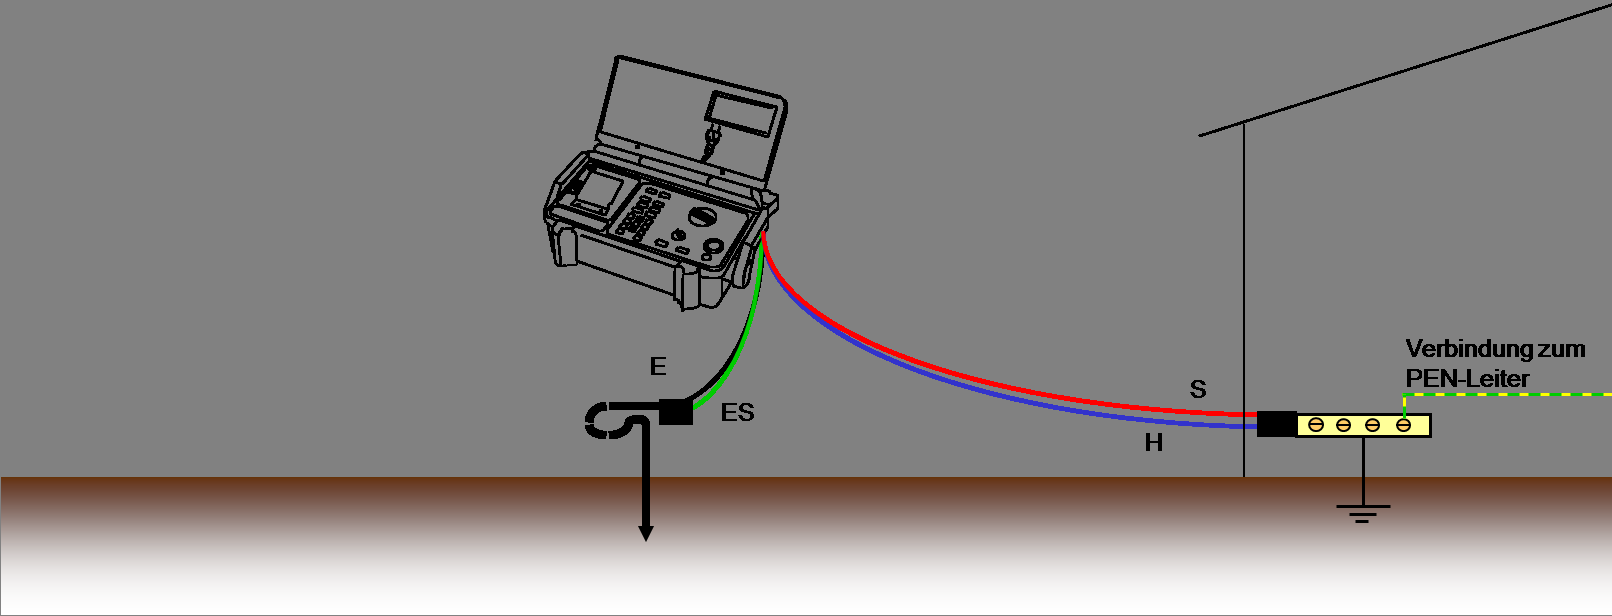 E
ES
S
H
Verbindung zum
PEN-Leiter